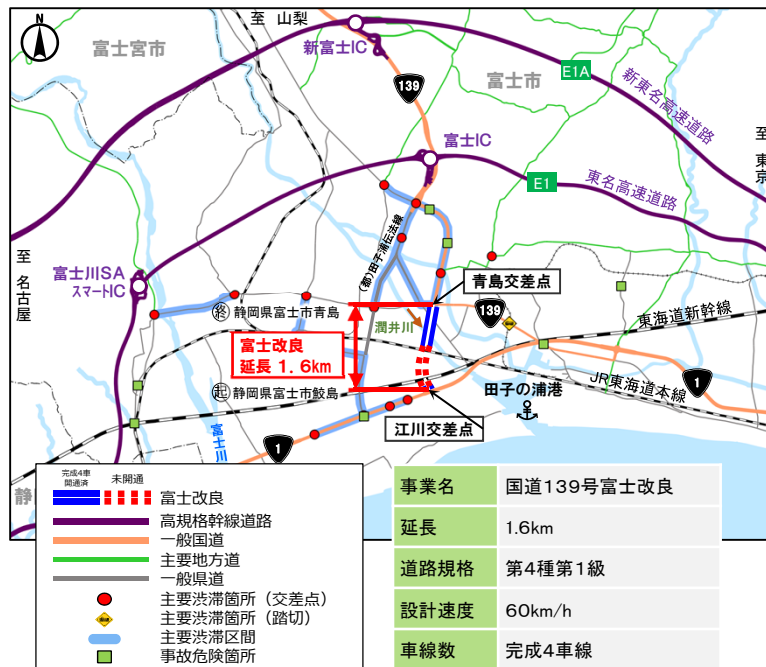 至 山梨
N
富士宮市
新富士IC
139
富士市
E1A
新東名高速道路
至 東京
富士IC
E1
東名高速道路
(都)田子浦伝法線
至 名古屋
富士川SA
スマートIC
青島交差点
終 静岡県富士市青島
潤井川
139
東海道新幹線
富士改良
延長 1.6km
起 静岡県富士市鮫島
田子の浦港
JR東海道本線
1
江川交差点
富士川
1
静
完成4車
開通済
未開通
富士改良
高規格幹線道路
一般国道
主要地方道
一般県道
主要渋滞箇所(交差点)
主要渋滞箇所(踏切)
主要渋滞区間
事故危険箇所
事業名 国道139号富士改良
延長 1.6km
道路規格 第4種第1級
設計速度 60km/h
車線数 完成4車線